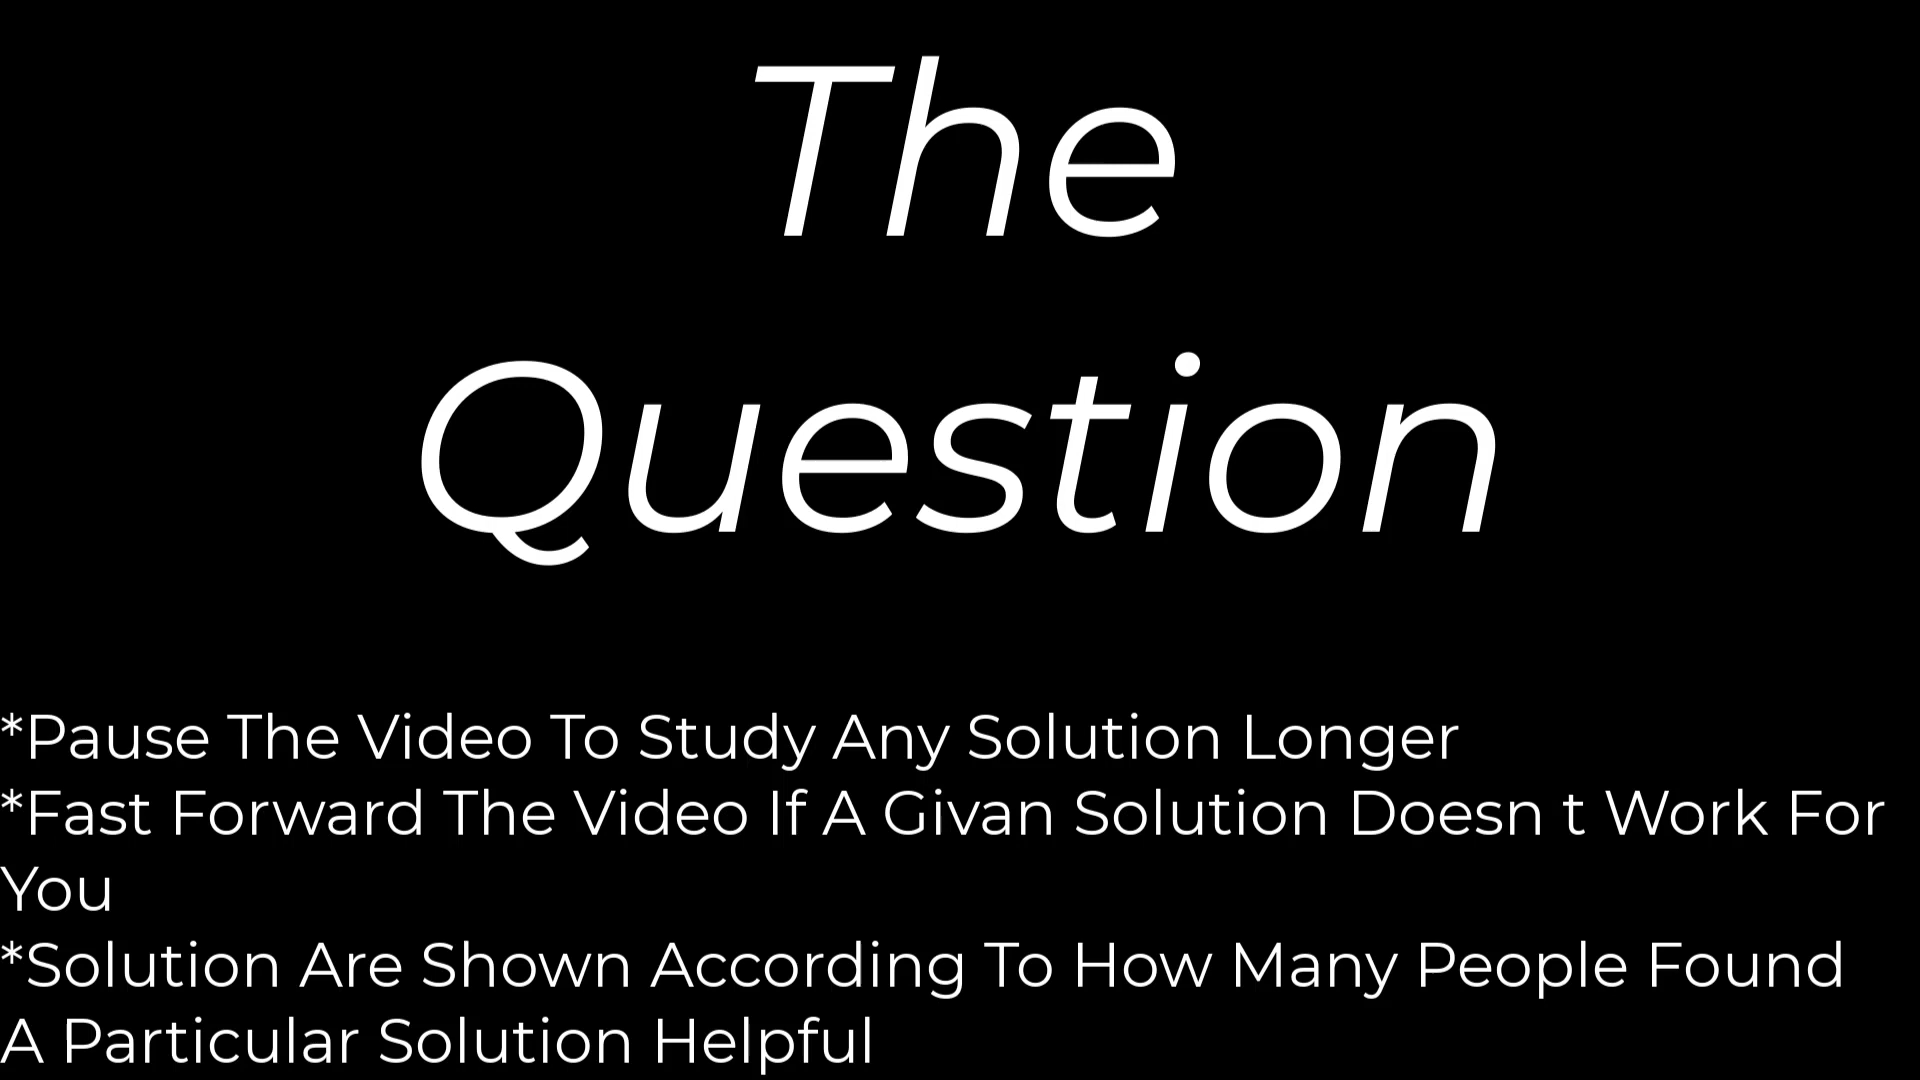 The
Question
*Pause The Video To Study Any Solution Longer
*Fast Forward The Video If A Givan Solution Doesn t Work For
You
*Solution Are Shown According To How Many People Found
A Particular Solution Helpful